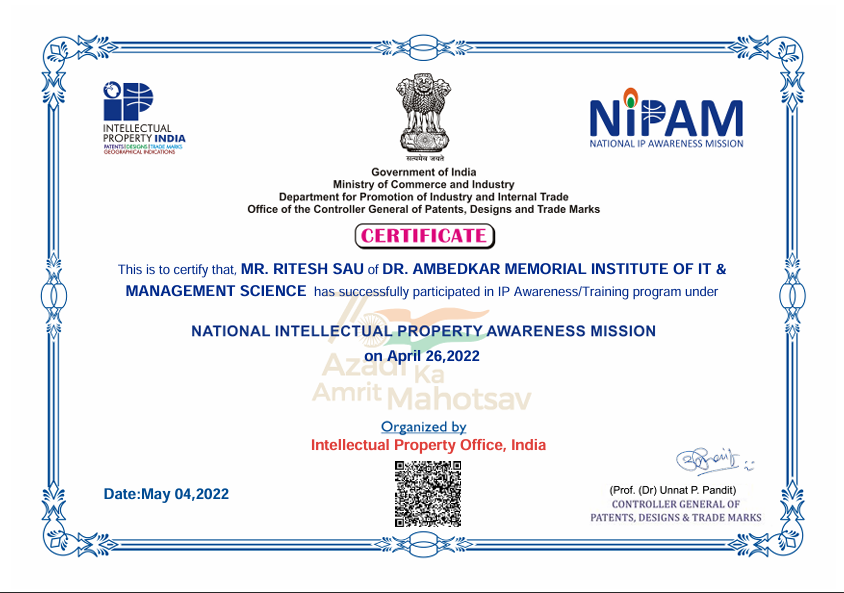 INTELLECTUAL
PROPERTY INDIA
PATENTS|DESIGNS|TRADE MARKS
GEOGRAPHICAL INDICATIONS
सत्यमेव जयते
NIPAM
NATIONAL IP AWARENESS MISSION
Government of India
Ministry of Commerce and Industry
Department for Promotion of Industry and Internal Trade
Office of the Controller General of Patents, Designs and Trade Marks
CERTIFICATE
This is to certify that, MR. RITESH SAU of DR. AMBEDKAR MEMORIAL INSTITUTE OF IT &
MANAGEMENT SCIENCE has successfully participated in IP Awareness/Training program under
NATIONAL INTELLECTUAL PROPERTY AWARENESS MISSION
on April 26,2022
Azadi Ka
Amrit Mahotsav
Organized by
Intellectual Property Office, India
Date:May 04,2022
(Prof. (Dr) Unnat P. Pandit)
CONTROLLER GENERAL OF
PATENTS, DESIGNS & TRADE MARKS